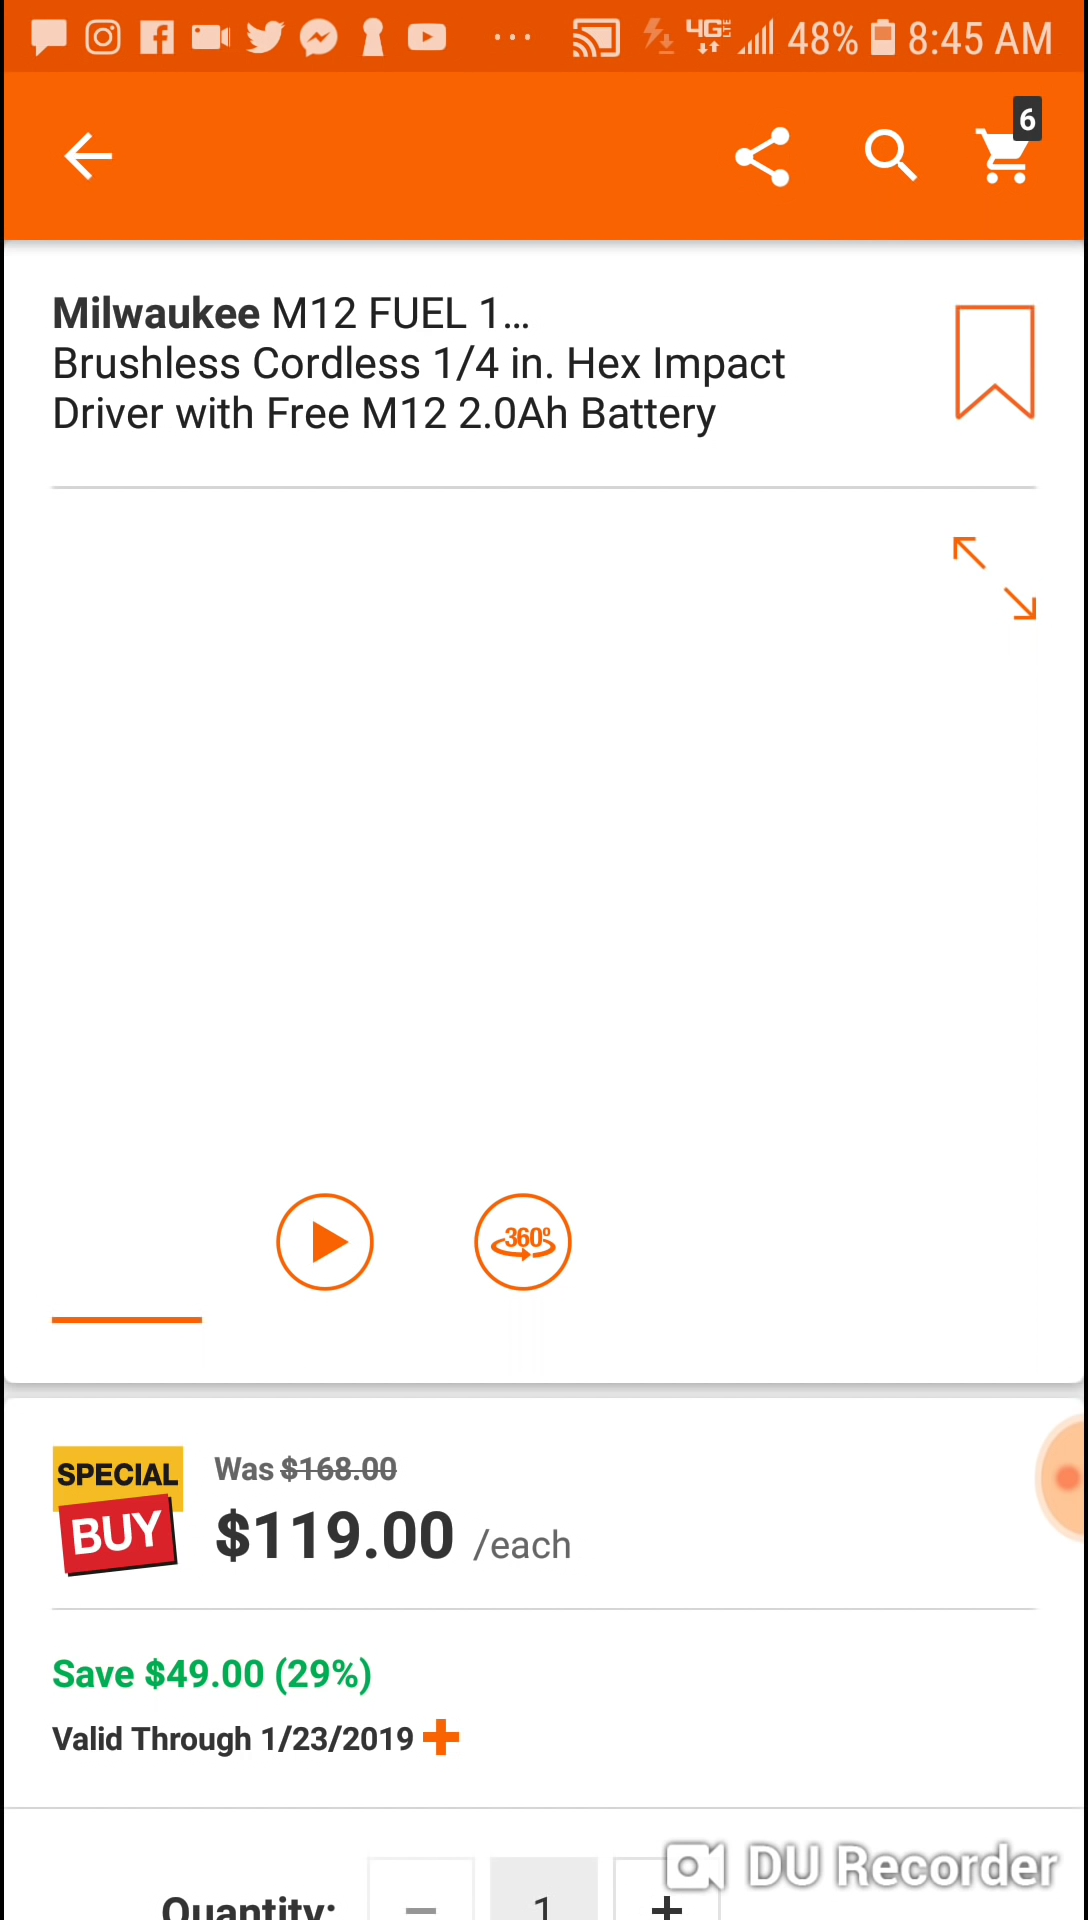 4G LTE 48% 8:45 AM
6
Milwaukee M12 FUEL 1...
Brushless Cordless 1/4 in. Hex Impact
Driver with Free M12 2.0Ah Battery
360°
SPECIAL
BUY
Was $168.00
$119.00 /each
Save $49.00 (29%)
Valid Through 1/23/2019
DU Recorder
Quantity: 1